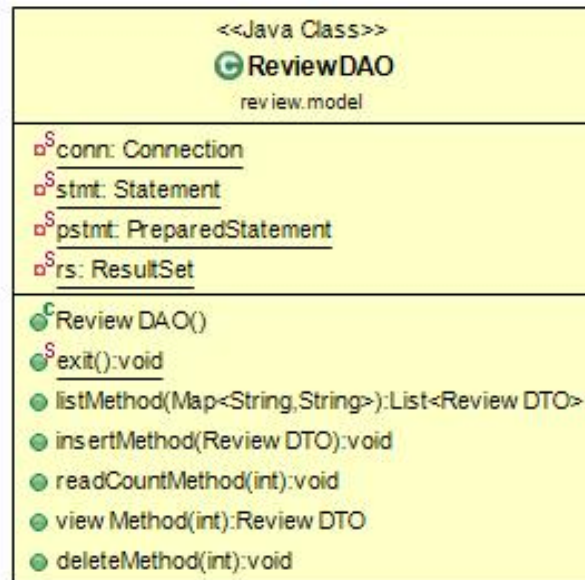 <<Java Class>>
C ReviewDAO
review.model
S conn: Connection
S stmt: Statement
S pstmt: PreparedStatement
S rs: ResultSet
C ReviewDAO()
S exit():void
listMethod(Map<String,String>):List<ReviewDTO>
insertMethod(ReviewDTO):void
readCountMethod(int):void
viewMethod(int):ReviewDTO
deleteMethod(int):void